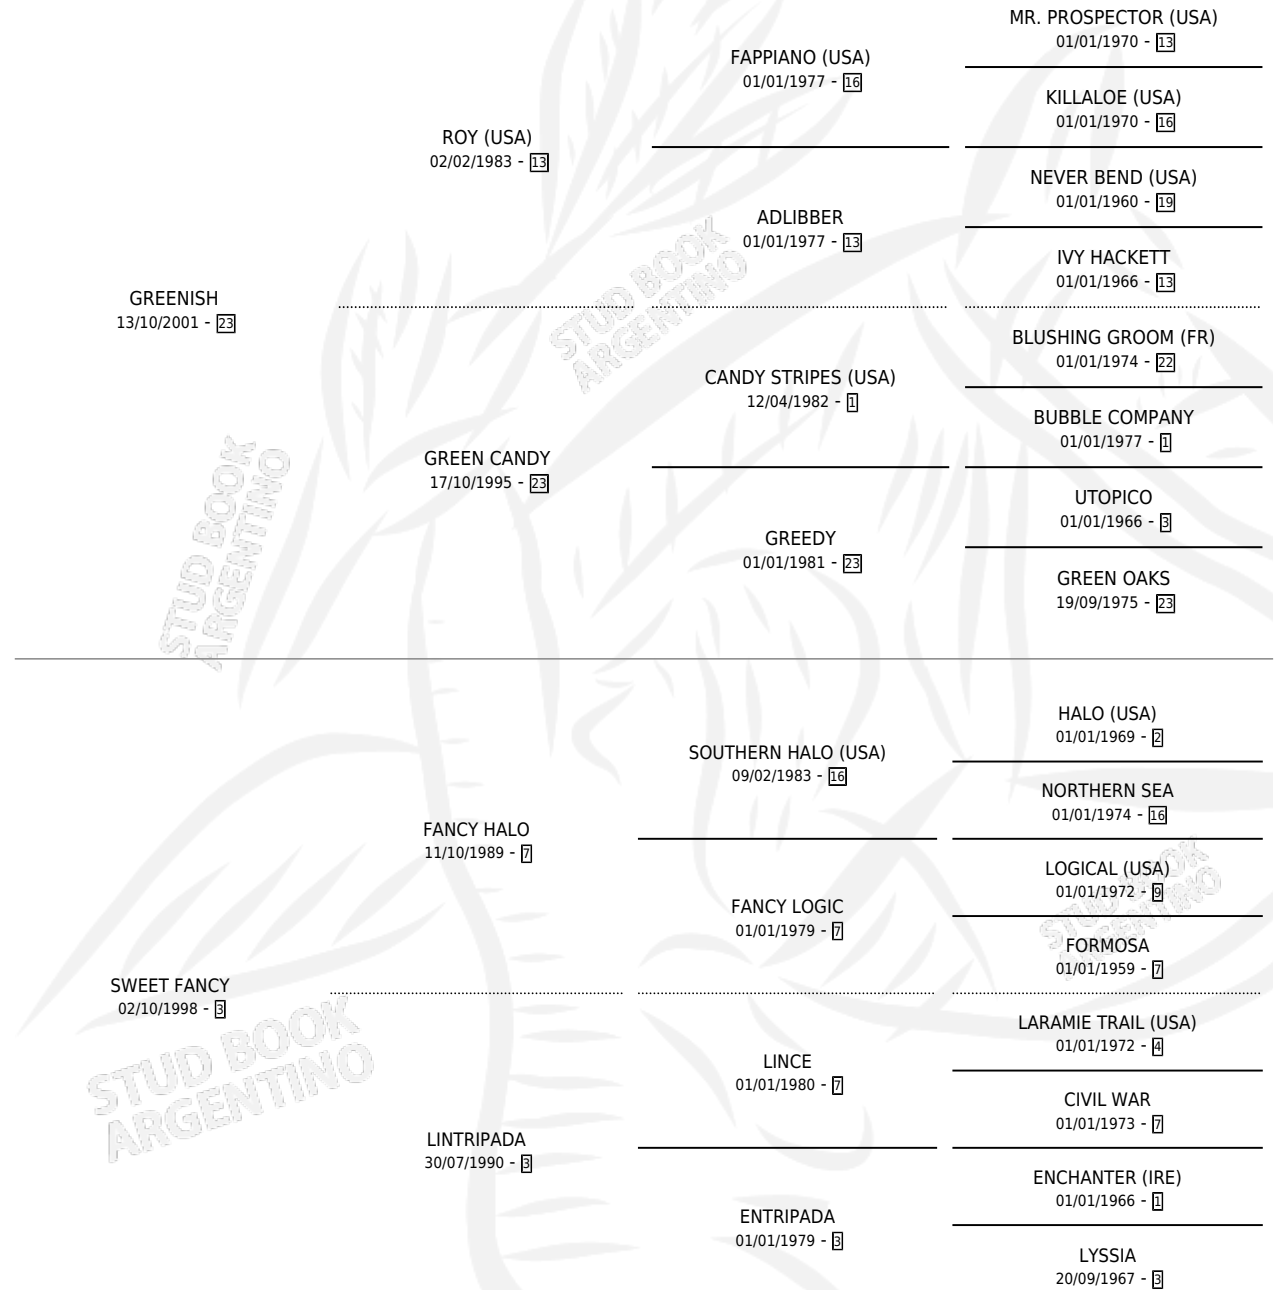 MR. PROSPECTOR (USA)
01/01/1970 - 13
FAPPIANO (USA)
01/01/1977 - 16
KILLALOE (USA)
01/01/1970 - 16
ROY (USA)
02/02/1983 - 13
NEVER BEND (USA)
01/01/1960 - 19
ADLIBBER
01/01/1977 - 13
IVY HACKETT
01/01/1966 - 13
GREENISH
13/10/2001 - 23
BLUSHING GROOM (FR)
01/01/1974 - 22
CANDY STRIPES (USA)
12/04/1982 - 1
BUBBLE COMPANY
01/01/1977 - 1
GREEN CANDY
17/10/1995 - 23
UTOPICO
01/01/1966 - 3
GREEDY
01/01/1981 - 23
GREEN OAKS
19/09/1975 - 23
HALO (USA)
01/01/1969 - 2
SOUTHERN HALO (USA)
09/02/1983 - 16
NORTHERN SEA
01/01/1974 - 16
FANCY HALO
11/10/1989 - 7
LOGICAL (USA)
01/01/1972 - 9
FANCY LOGIC
01/01/1979 - 7
FORMOSA
01/01/1959 - 7
SWEET FANCY
02/10/1998 - 3
LARAMIE TRAIL (USA)
01/01/1972 - 4
LINCE
01/01/1980 - 7
CIVIL WAR
01/01/1973 - 7
LINTRIPADA
30/07/1990 - 3
ENCHANTER (IRE)
01/01/1966 - 1
ENTRIPADA
01/01/1979 - 3
LYSSIA
20/09/1967 - 3
STUD BOOK
ARGENTINO
STUD BOOK
ARGENTINO
STUD BOOK
ARGENTINO
STUD BOOK
ARGENTINO